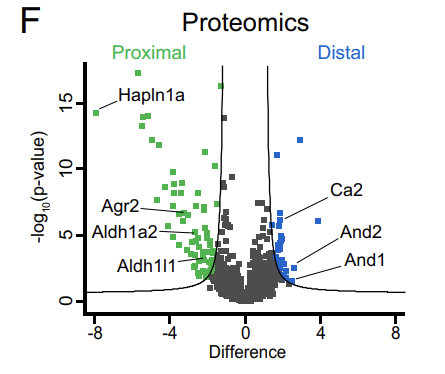 F
Proteomics
Proximal
Distal
-log10(p-value)
15
10
5
0
Hapln1a
Agr2
Aldh1a2
Aldh1l1
Ca2
And2
And1
-8
-4
0
4
8
Difference